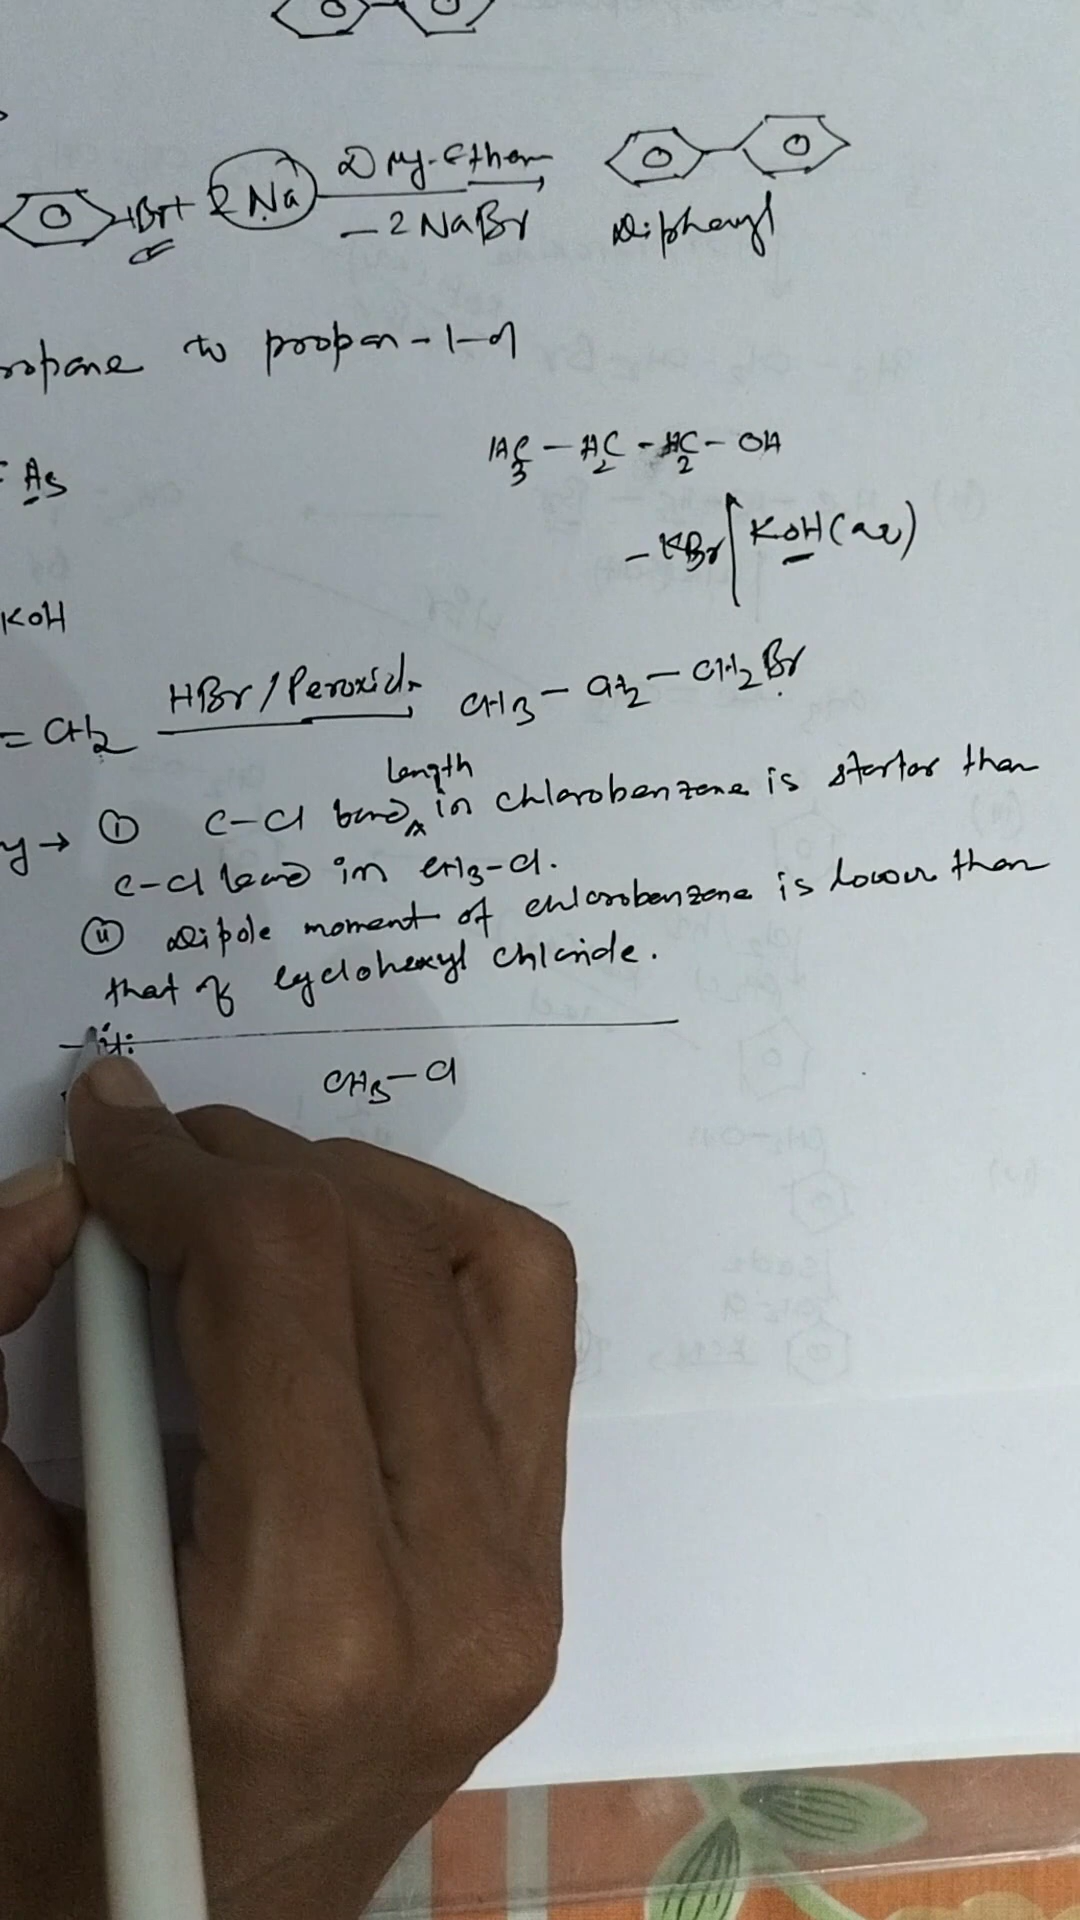 Br + 2Na Dry-Ether
- 2NaBr Diphenyl
ropane to propan-1-ol
H3C - H2C - H2C - OH
: As
- KBr KOH(aq)
KOH
= CH2 HBr / Peroxide CH3 - CH2 - CH2Br
length
y → (i) C-Cl bond in chlorobenzene is shorter than
C-Cl bond in CH3-Cl.
(ii) Dipole moment of chlorobenzene is lower than
that of cyclohexyl chloride.
CH3-Cl